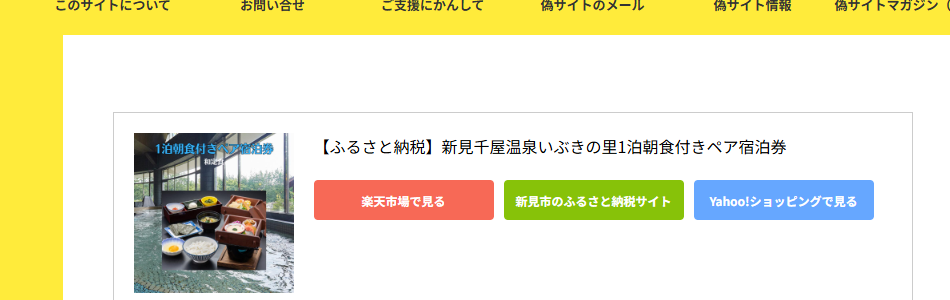 このサイトについて
お問い合せ
ご支援にかんして
偽サイトのメール
偽サイト情報
偽サイトマガジン（
1泊朝食付きペア宿泊券
【ふるさと納税】新見千屋温泉いぶきの里1泊朝食付きペア宿泊券
楽天市場で見る
新見市のふるさと納税サイト
Yahoo!ショッピングで見る